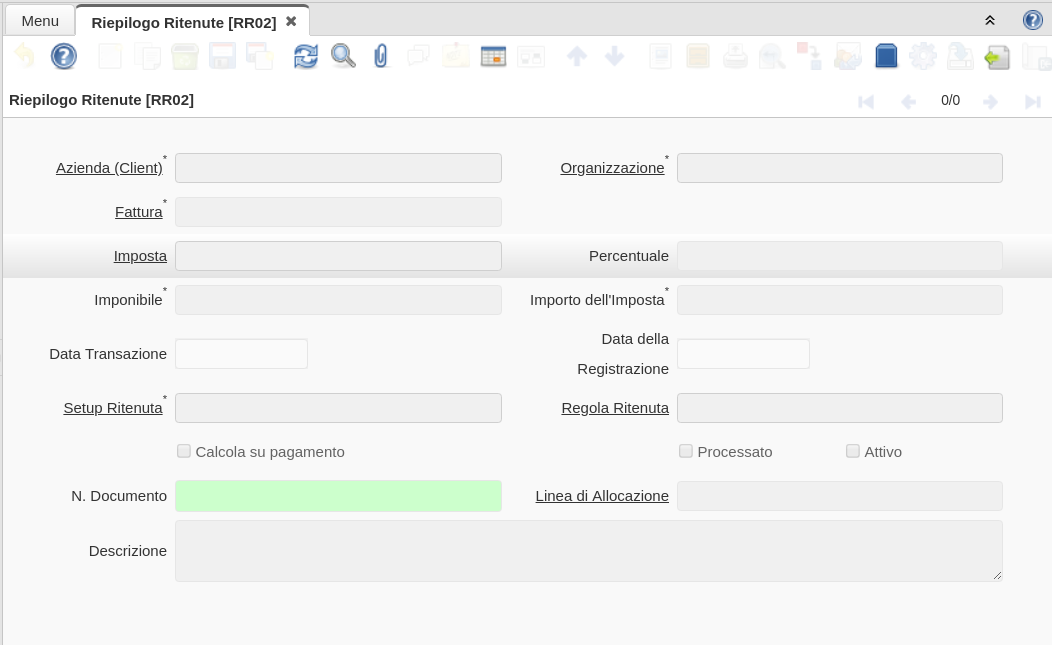 Menu
Riepilogo Ritenute [RR02]
Riepilogo Ritenute [RR02]
0/0
Azienda (Client)*
Organizzazione*
Fattura*
Imposta
Percentuale
Imponibile*
Importo dell'Imposta*
Data Transazione
Data della
Registrazione
Setup Ritenuta*
Regola Ritenuta
Calcola su pagamento
Processato
Attivo
N. Documento
Linea di Allocazione
Descrizione